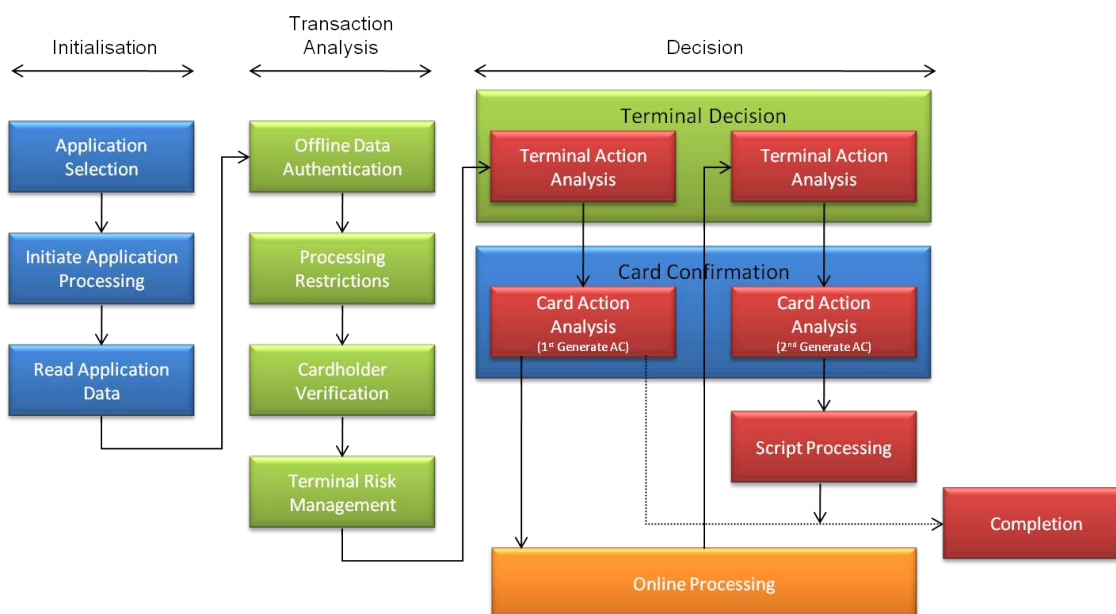 Initialisation
Transaction
Analysis
Decision
Application
Selection
Initiate Application
Processing
Read Application
Data
Offline Data
Authentication
Processing
Restrictions
Cardholder
Verification
Terminal Risk
Management
Terminal Decision
Terminal Action
Analysis
Terminal Action
Analysis
Card Confirmation
Card Action
Analysis
(1st Generate AC)
Card Action
Analysis
(2nd Generate AC)
Script Processing
Completion
Online Processing